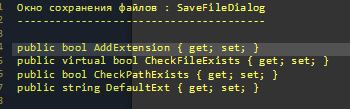 Окно сохранения файлов : SaveFileDialog
---------------------------------------
public bool AddExtension { get; set; }
public virtual bool CheckFileExists { get; set; }
public bool CheckPathExists { get; set; }
public string DefaultExt { get; set; }